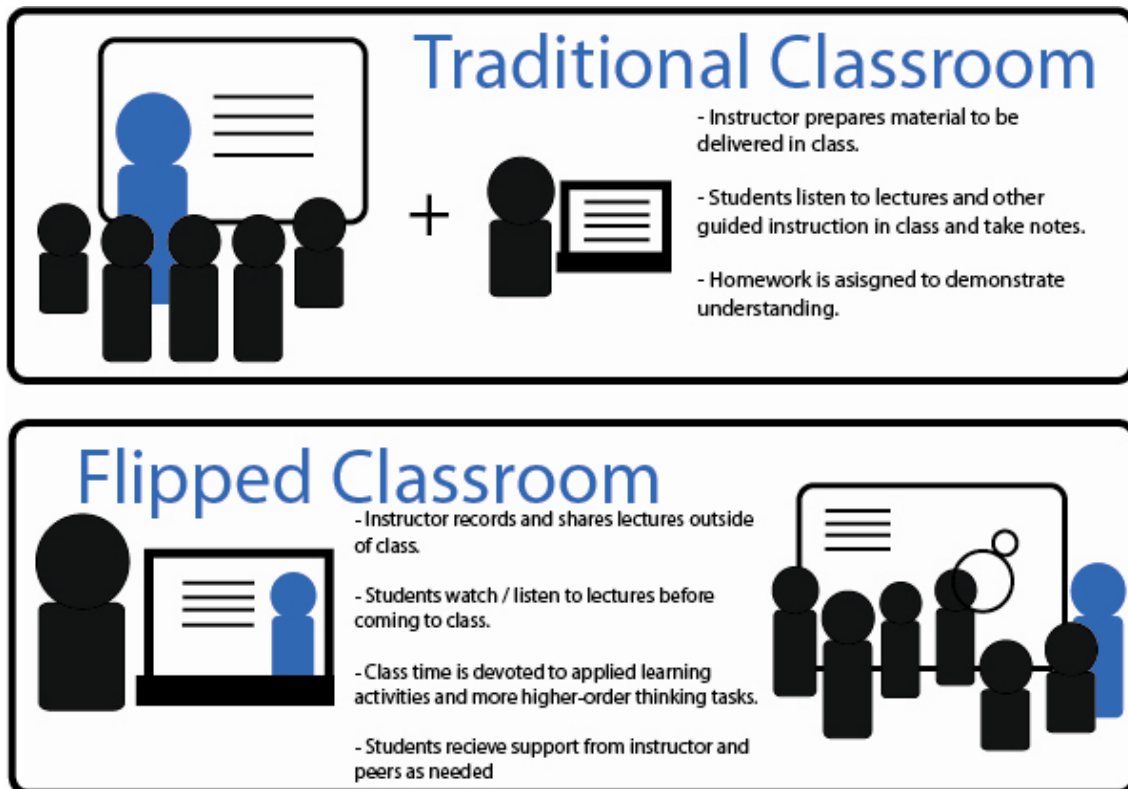 Traditional Classroom
- Instructor prepares material to be
delivered in class.
- Students listen to lectures and other
guided instruction in class and take notes.
- Homework is asisgned to demonstrate
understanding.
Flipped Classroom
- Instructor records and shares lectures outside
of class.
- Students watch / listen to lectures before
coming to class.
- Class time is devoted to applied learning
activities and more higher-order thinking tasks.
- Students recieve support from instructor and
peers as needed